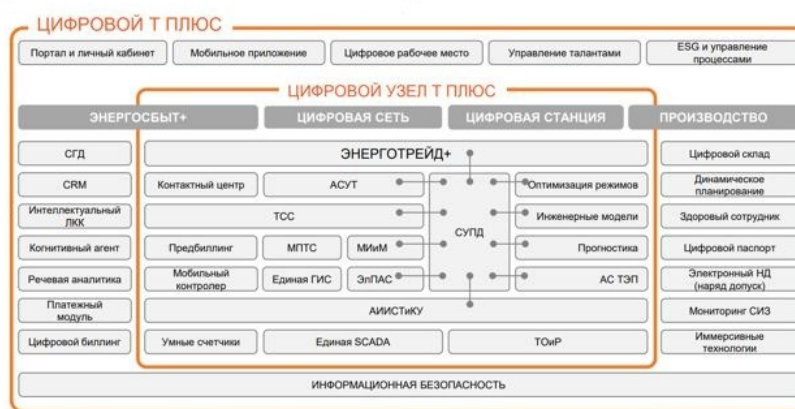 ЦИФРОВОЙ Т ПЛЮС
Портал и личный кабинет
Мобильное приложение
Цифровое рабочее место
Управление талантами
ESG и управление
процессами
ЦИФРОВОЙ УЗЕЛ Т ПЛЮС
ЭНЕРГОСБЫТ+
ЦИФРОВАЯ СЕТЬ
ЦИФРОВАЯ СТАНЦИЯ
ПРОИЗВОДСТВО
СГД
ЭНЕРГОТРЕЙД+
Цифровой склад
CRM
Контактный центр
АСУТ
Оптимизация режимов
Динамическое
планирование
Интеллектуальный
ЛКК
ТСС
СУПД
Инженерные модели
Здоровый сотрудник
Когнитивный агент
Предбиллинг
МПТС
МИиМ
Прогностика
Цифровой паспорт
Речевая аналитика
Мобильный
контролер
Единая ГИС
ЭлПАС
АС ТЭП
Электронный НД
(наряд допуск)
Платежный
модуль
АИИСТиКУ
Мониторинг СИЗ
Цифровой биллинг
Умные счетчики
Единая SCADA
ТОиР
Иммерсивные
технологии
ИНФОРМАЦИОННАЯ БЕЗОПАСНОСТЬ